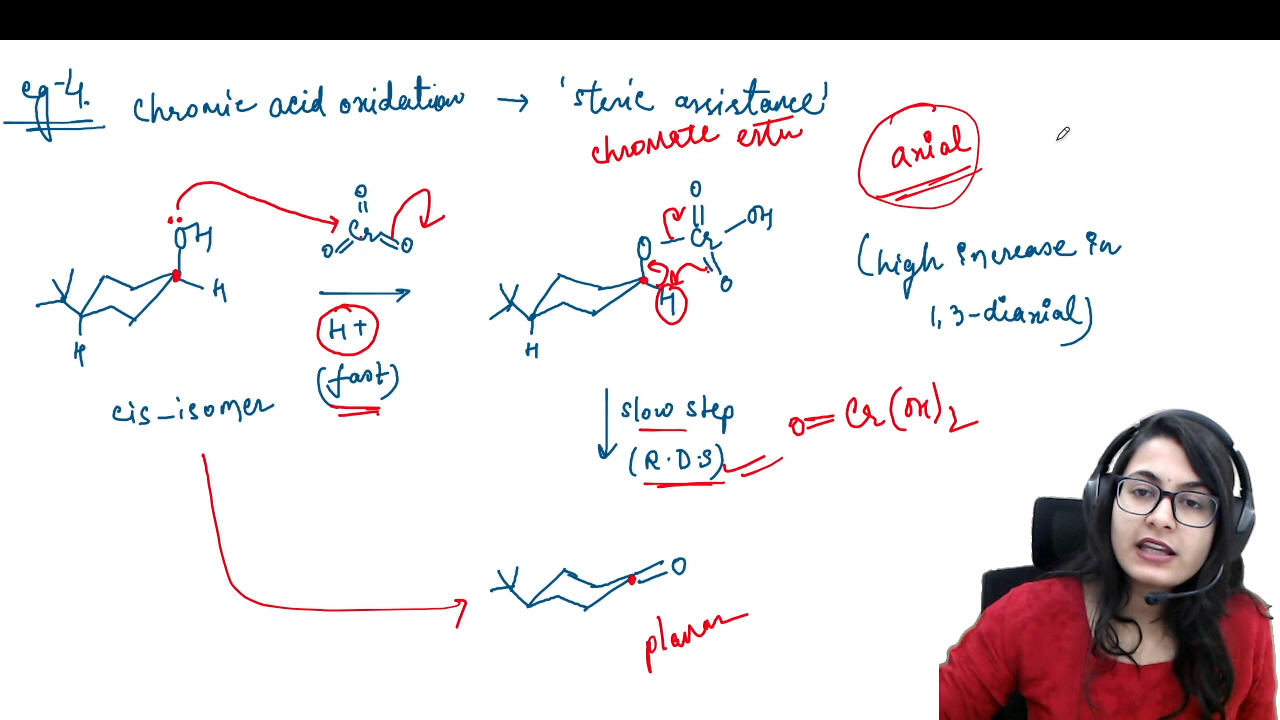 eg-4. chromic acid oxidation → 'steric assistance'
chromate ester
axial
(high increase in
1,3-diaxial)
ÖH
H
H
O
O
Cr
O
H+
(fast)
cis-isomer
O
O
Cr
OH
O
H
H
slow step
(R.D.S)
O=Cr(OH)2
O
planar